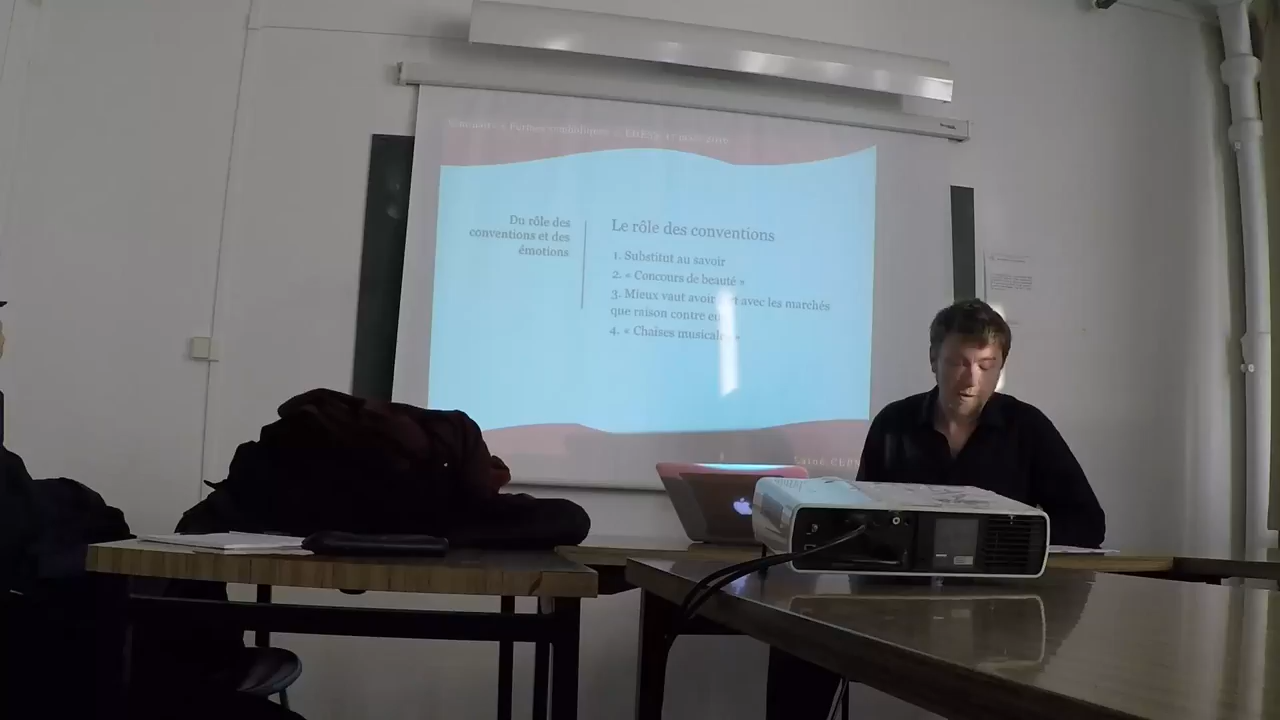 Du rôle des
conventions et des
émotions
Le rôle des conventions
1. Substitut au savoir
2. « Concours de beauté »
3. Mieux vaut avoir avec les marchés
que raison contre
4. « Chaises »